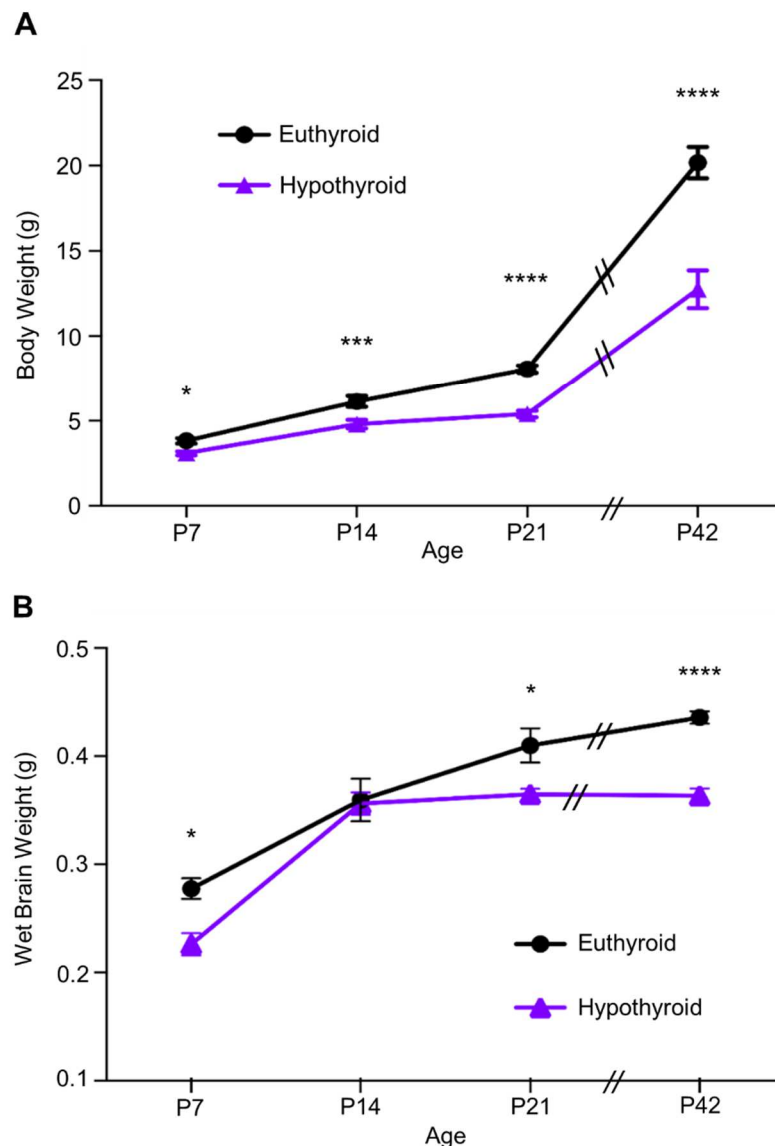 A
25
20
15
10
5
0
Body Weight (g)
Euthyroid
Hypothyroid
*
***
****
****
P7
P14
P21
P42
Age
B
0.5
0.4
0.3
0.2
0.1
Wet Brain Weight (g)
*
*
****
Euthyroid
Hypothyroid
P7
P14
P21
P42
Age